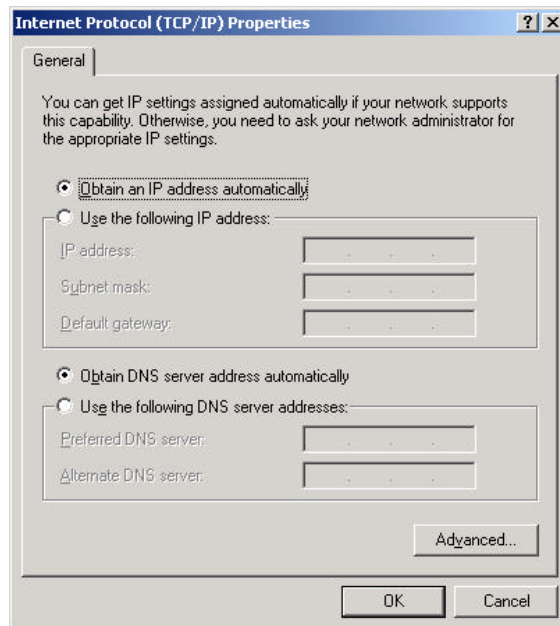 Internet Protocol (TCP/IP) Properties
General
You can get IP settings assigned automatically if your network supports
this capability. Otherwise, you need to ask your network administrator for
the appropriate IP settings.
Obtain an IP address automatically
Use the following IP address:
IP address:
Subnet mask:
Default gateway:
Obtain DNS server address automatically
Use the following DNS server addresses:
Preferred DNS server:
Alternate DNS server:
Advanced...
OK Cancel